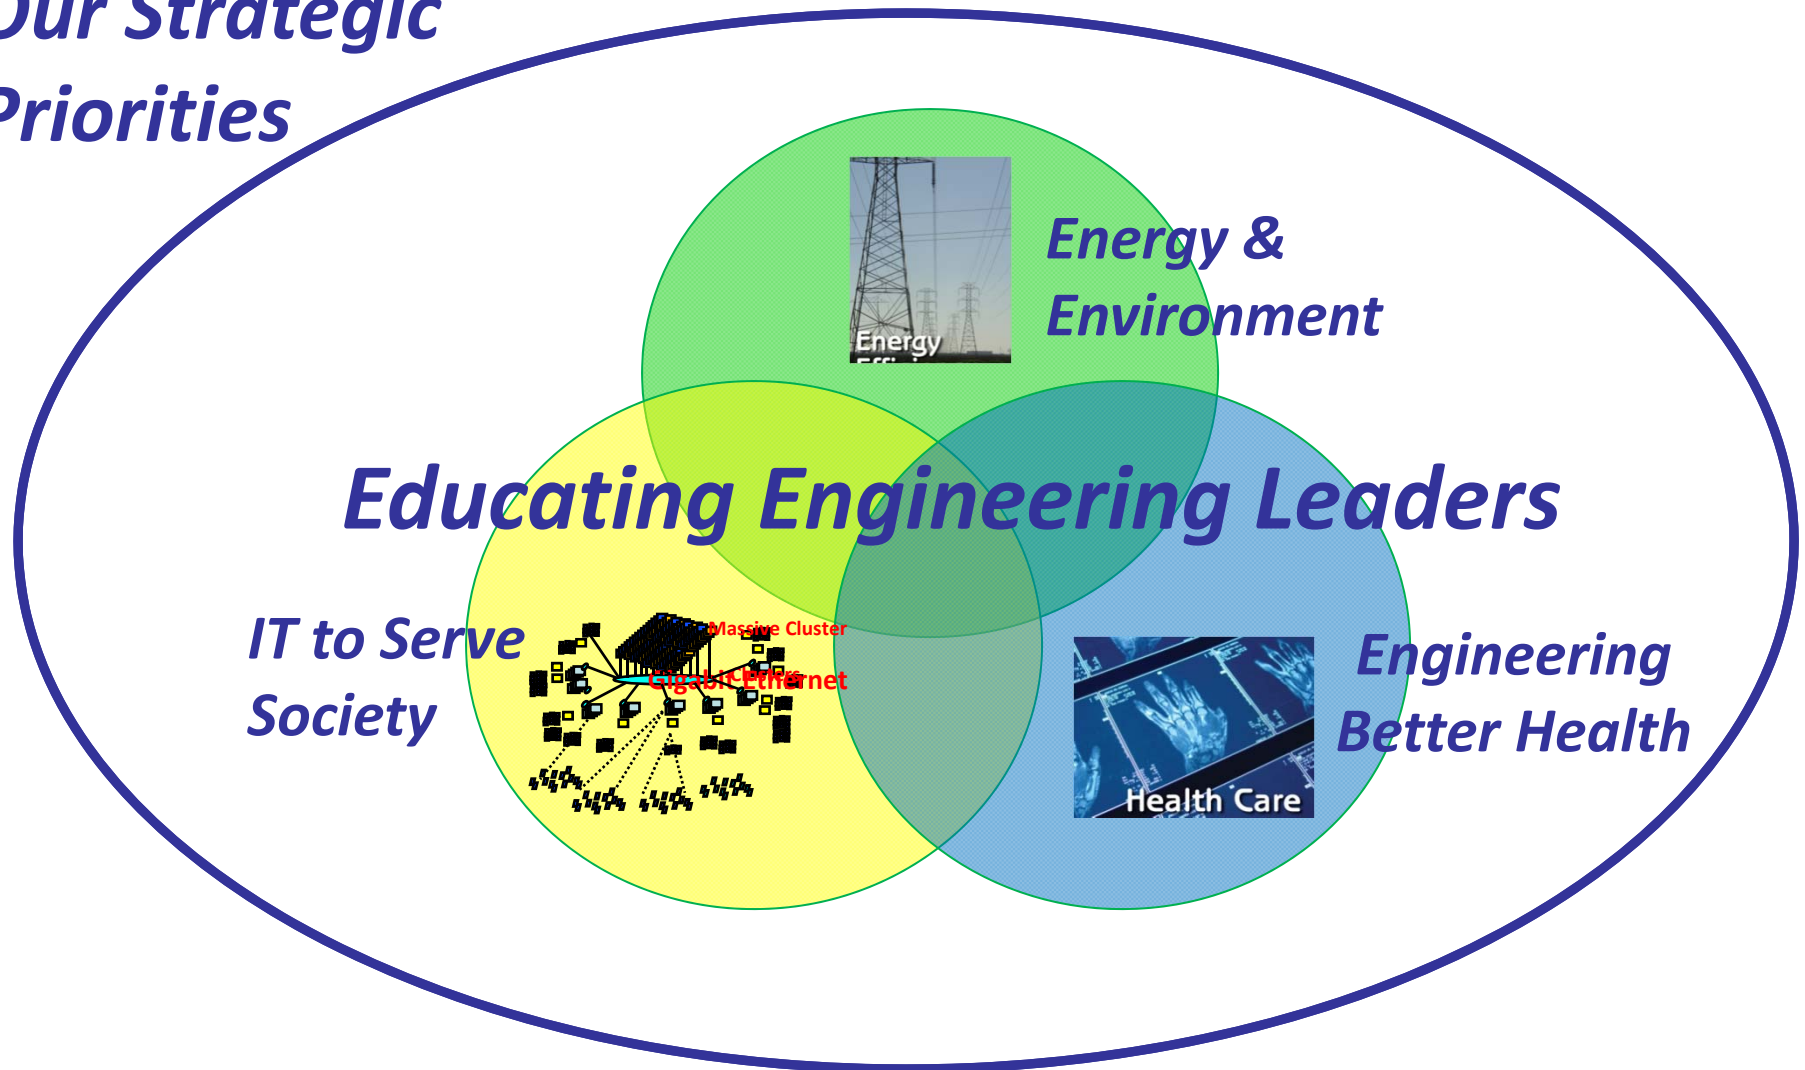 Our Strategic
Priorities
Energy &
Environment
Energy
Educating Engineering Leaders
IT to Serve
Society
Massive Cluster
Clusters
Gigabit Ethernet
Engineering
Better Health
Health Care